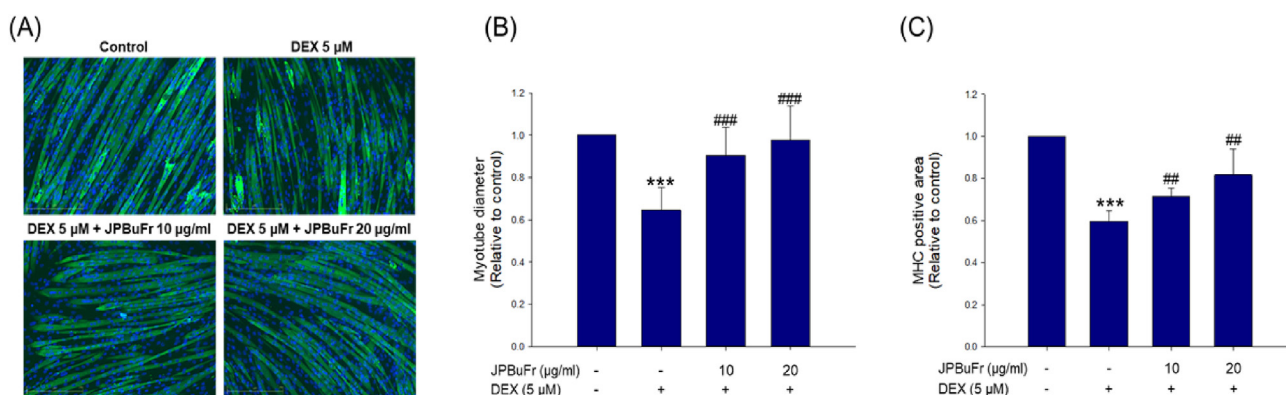 (A)
Control
DEX 5 µM
DEX 5 µM + JPBuFr 10 µg/ml
DEX 5 µM + JPBuFr 20 µg/ml
(B)
Myotube diameter
(Relative to control)
1.2
1.0
0.8
0.6
0.4
0.2
0.0
***
###
###
JPBuFr (µg/ml) - - 10 20
DEX (5 µM) - + + +
(C)
MHC positive area
(Relative to control)
1.2
1.0
0.8
0.6
0.4
0.2
0.0
***
##
##
JPBuFr (µg/ml) - - 10 20
DEX (5 µM) - + + +